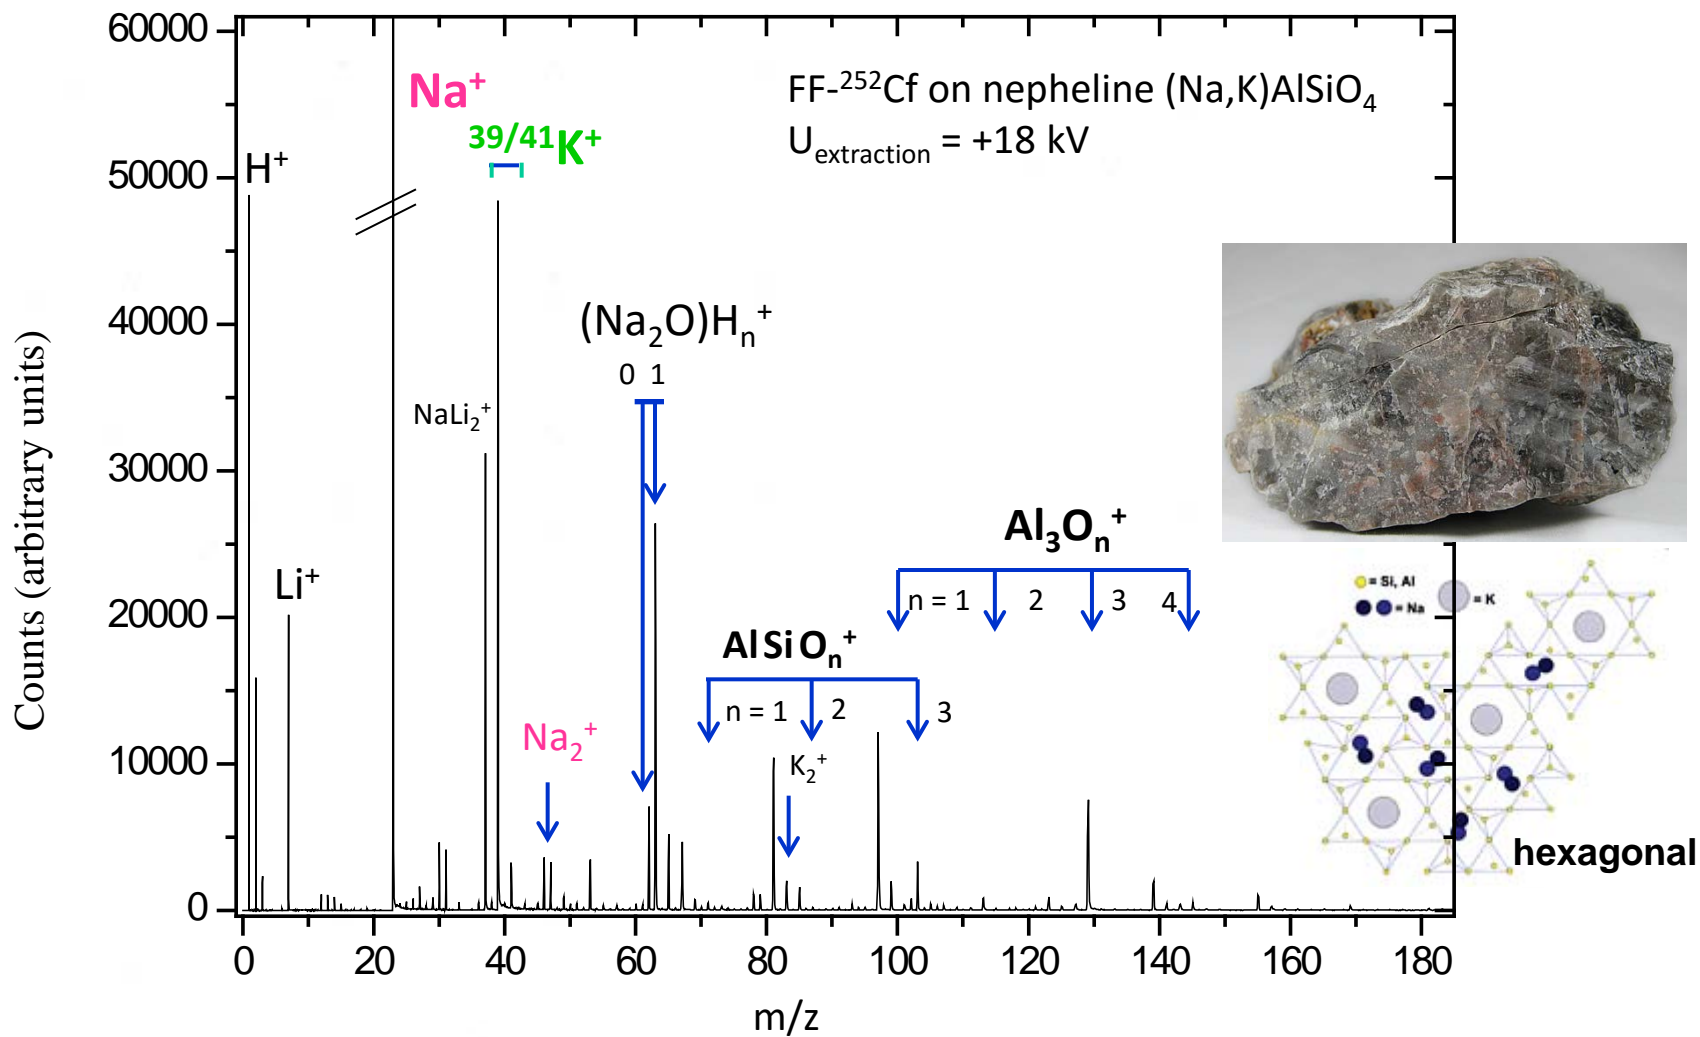 FF-²⁵²Cf on nepheline (Na,K)AlSiO₄
U_extraction = +18 kV
Counts (arbitrary units)
60000
50000
40000
30000
20000
10000
0
H⁺
Na⁺
³⁹/⁴¹K⁺
(Na₂O)Hₙ⁺
0 1
NaLi₂⁺
Li⁺
Al₃Oₙ⁺
n = 1 2 3 4
AlSiOₙ⁺
n = 1 2 3
Na₂⁺
K₂⁺
= Si, Al
= Na
= K
hexagonal
0 20 40 60 80 100 120 140 160 180
m/z